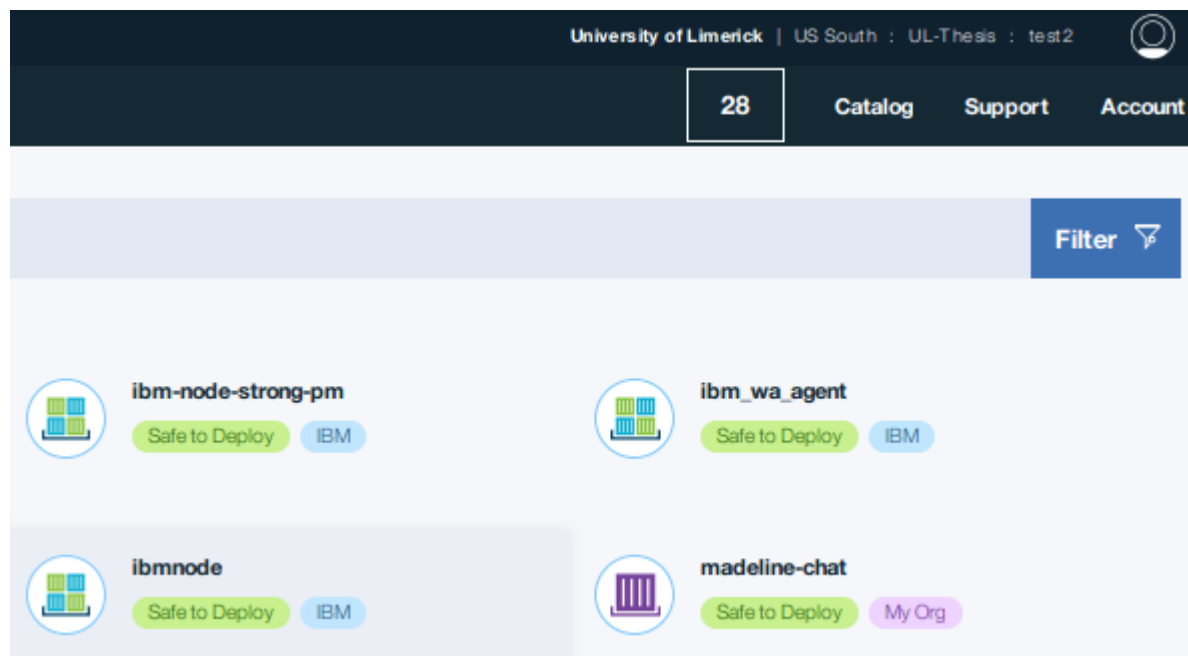 University of Limerick | US South : UL-Thesis : test2
28 Catalog Support Account
Filter
ibm-node-strong-pm
Safe to Deploy IBM
ibm_wa_agent
Safe to Deploy IBM
ibmnode
Safe to Deploy IBM
madeline-chat
Safe to Deploy My Org